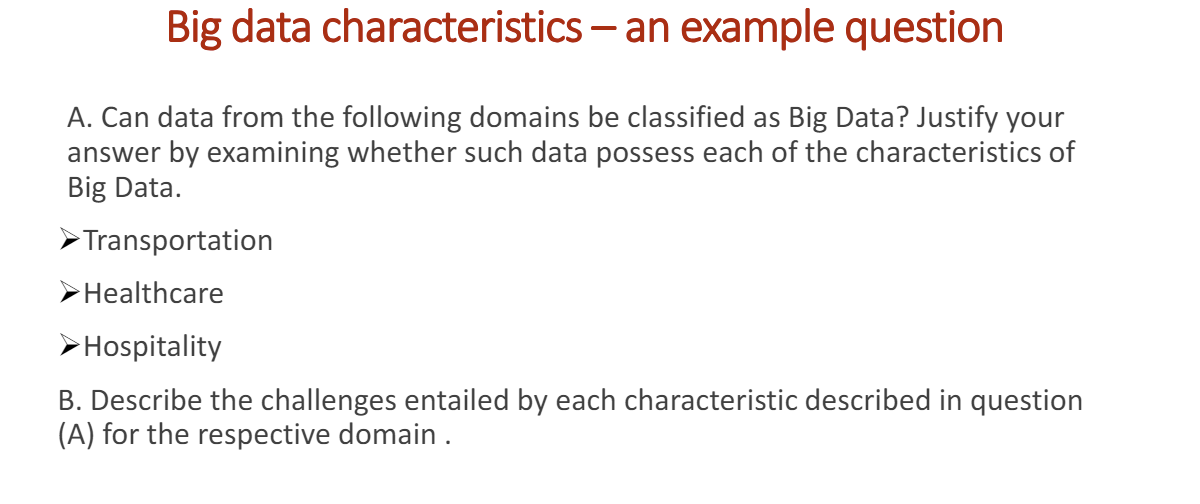 Big data characteristics – an example question
A. Can data from the following domains be classified as Big Data? Justify your
answer by examining whether such data possess each of the characteristics of
Big Data.
➢Transportation
➢Healthcare
➢Hospitality
B. Describe the challenges entailed by each characteristic described in question
(A) for the respective domain .